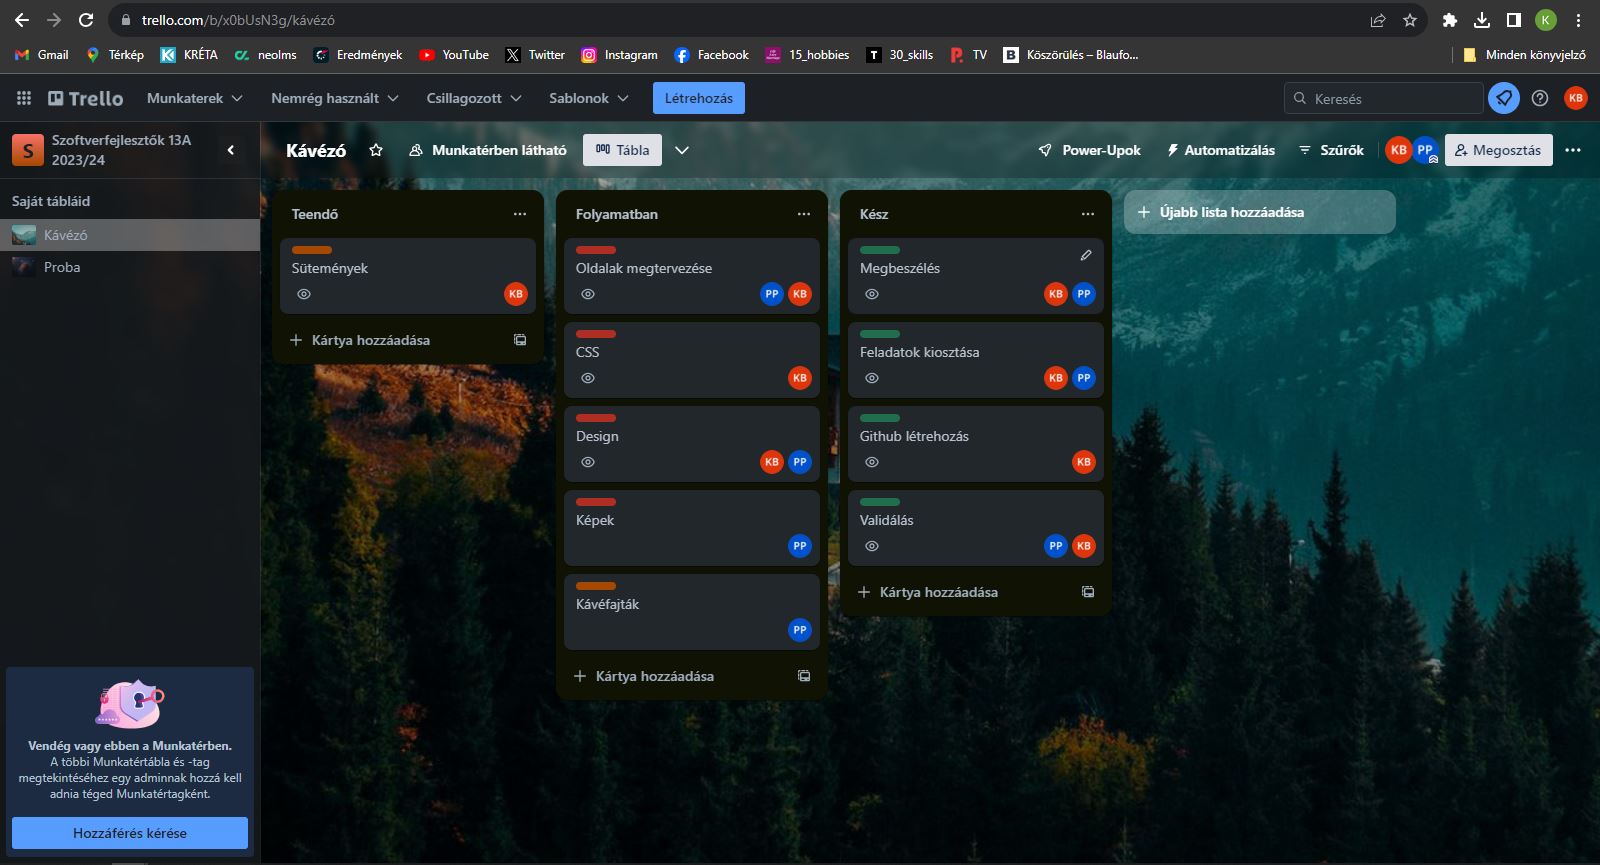 trello.com/b/x0bUsN3g/kávézó
K
Gmail
Térkép
KRÉTA
neolms
Eredmények
YouTube
Twitter
Instagram
Facebook
15_hobbies
T
30_skills
TV
B
Köszörülés – Blaufo...
Minden könyvjelző
Trello
Munkaterek
Nemrég használt
Csillagozott
Sablonok
Létrehozás
Keresés
KB
S
Szoftverfejlesztők 13A
2023/24
Kávézó
Munkatérben látható
Tábla
Power-Upok
Automatizálás
Szűrők
KB
PP
Megosztás
Saját tábláid
Kávézó
Proba
Vendég vagy ebben a Munkatérben.
A többi Munkatértábla és -tag
megtekintéséhez egy adminnak hozzá kell
adnia téged Munkatértagként.
Hozzáférés kérése
Teendő
Sütemények
KB
Kártya hozzáadása
Folyamatban
Oldalak megtervezése
PP KB
CSS
KB
Design
KB PP
Képek
PP
Kávéfajták
PP
Kártya hozzáadása
Kész
Megbeszélés
KB PP
Feladatok kiosztása
KB PP
Github létrehozás
KB
Validálás
PP KB
Kártya hozzáadása
Újabb lista hozzáadása